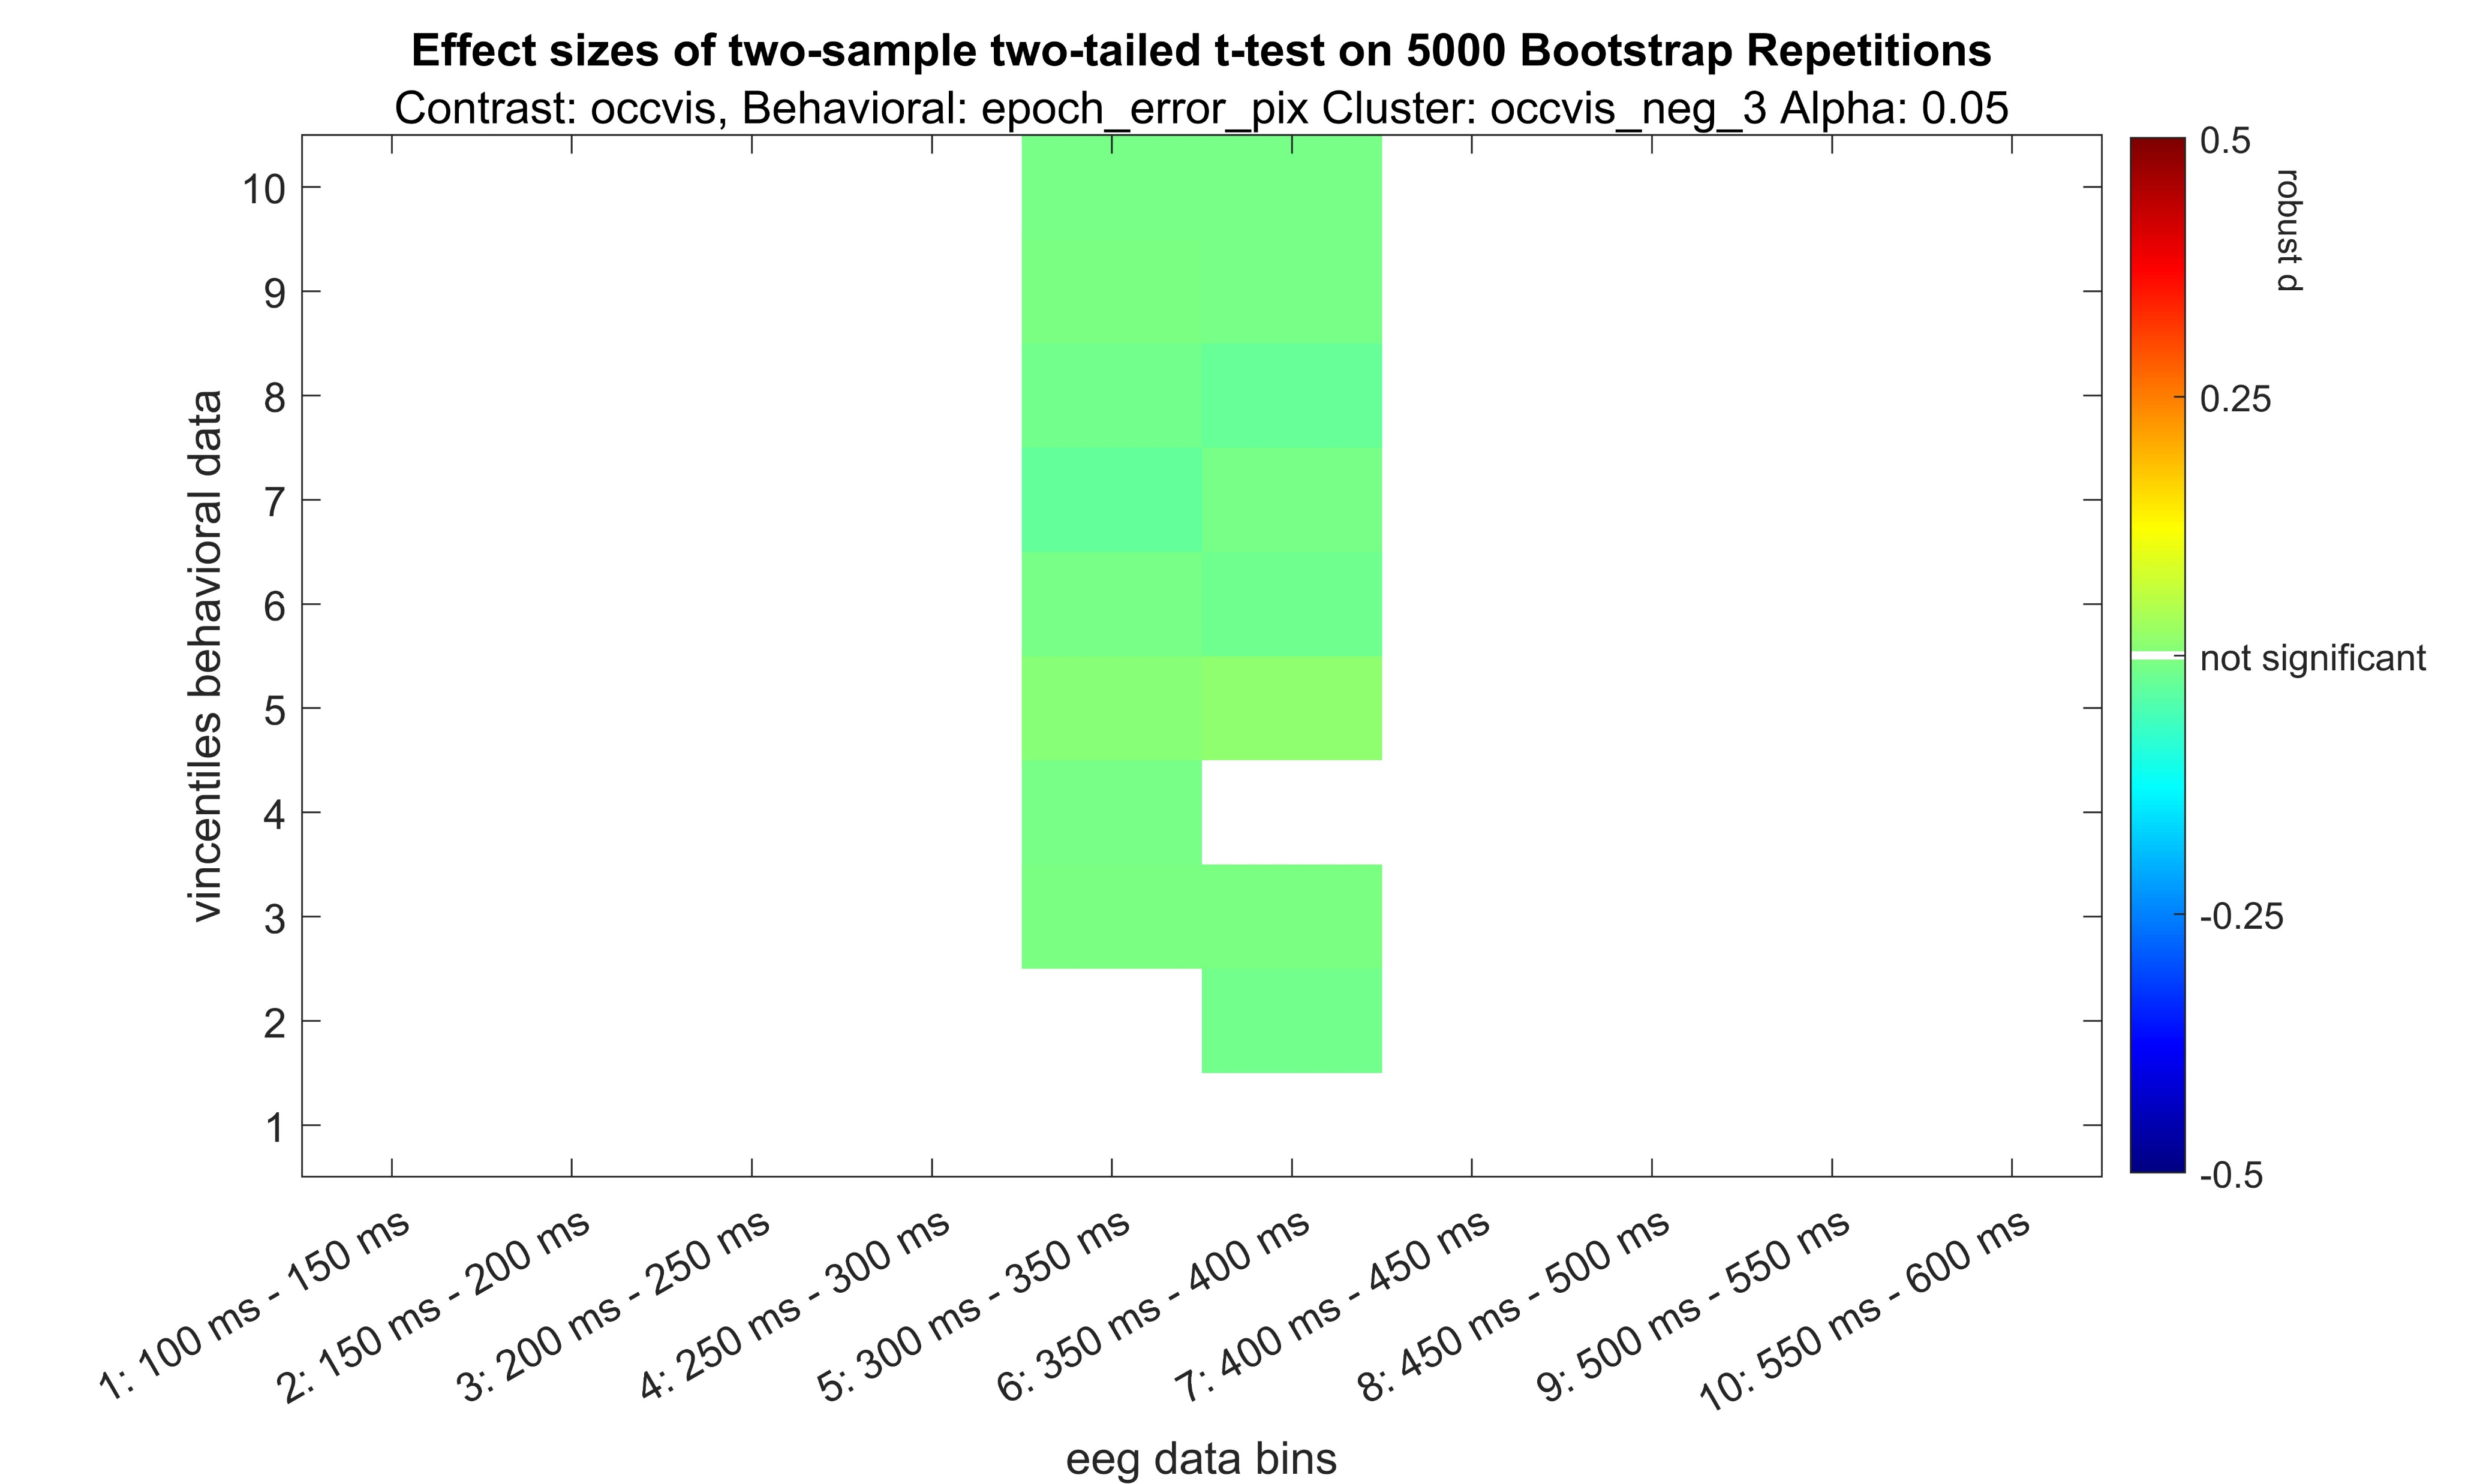 Effect sizes of two-sample two-tailed t-test on 5000 Bootstrap Repetitions
Contrast: occvis, Behavioral: epoch_error_pix Cluster: occvis_neg_3 Alpha: 0.05
vincentiles behavioral data
10
9
8
7
6
5
4
3
2
1
1: 100 ms - 150 ms
2: 150 ms - 200 ms
3: 200 ms - 250 ms
4: 250 ms - 300 ms
5: 300 ms - 350 ms
6: 350 ms - 400 ms
7: 400 ms - 450 ms
8: 450 ms - 500 ms
9: 500 ms - 550 ms
10: 550 ms - 600 ms
eeg data bins
0.5
0.25
not significant
-0.25
-0.5
robust d